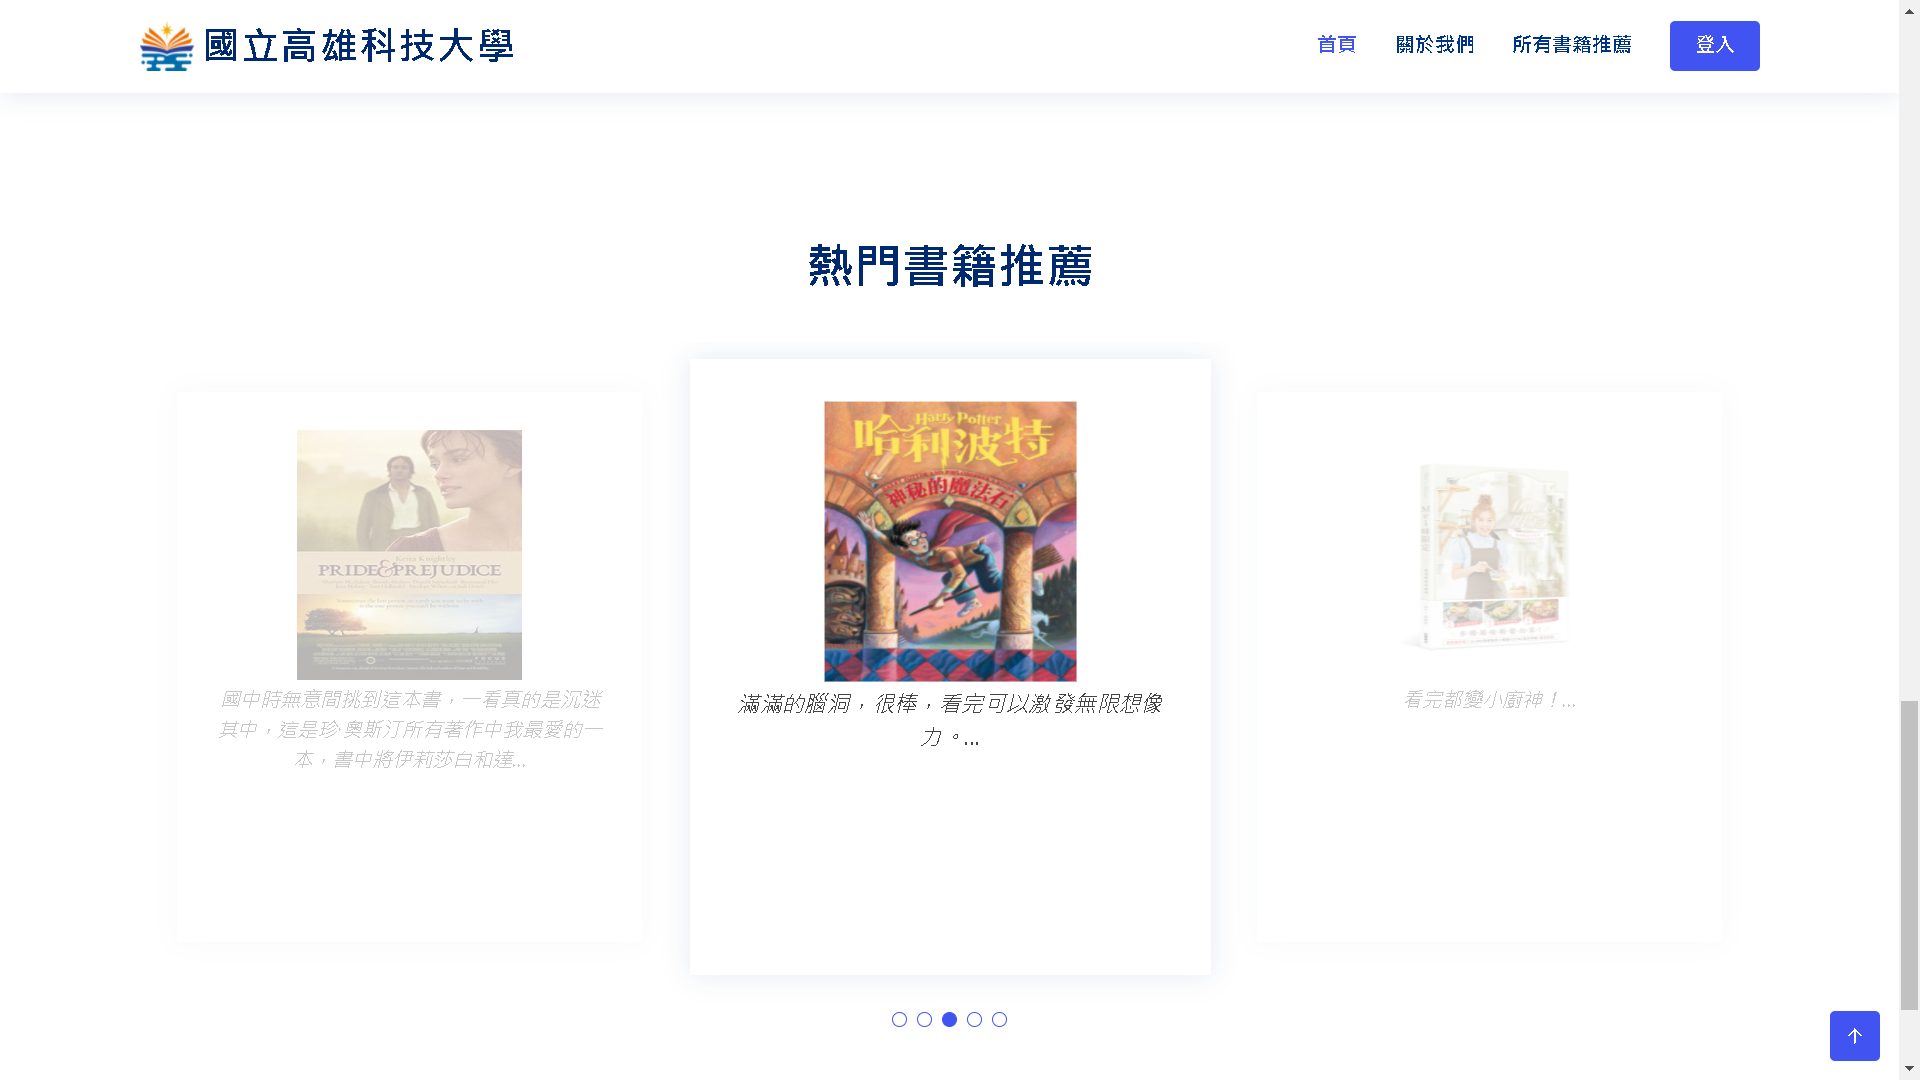 國立高雄科技大學
首頁
關於我們
所有書籍推薦
登入
熱門書籍推薦
PRIDE & PREJUDICE
國中時無意間挑到這本書，一看真的是沉迷
其中，這是珍·奧斯汀所有著作中我最愛的一
本，書中將伊莉莎白和達...
Harry Potter
哈利波特
神秘的魔法石
滿滿的腦洞，很棒，看完可以激發無限想像
力。...
看完都變小廚神！...